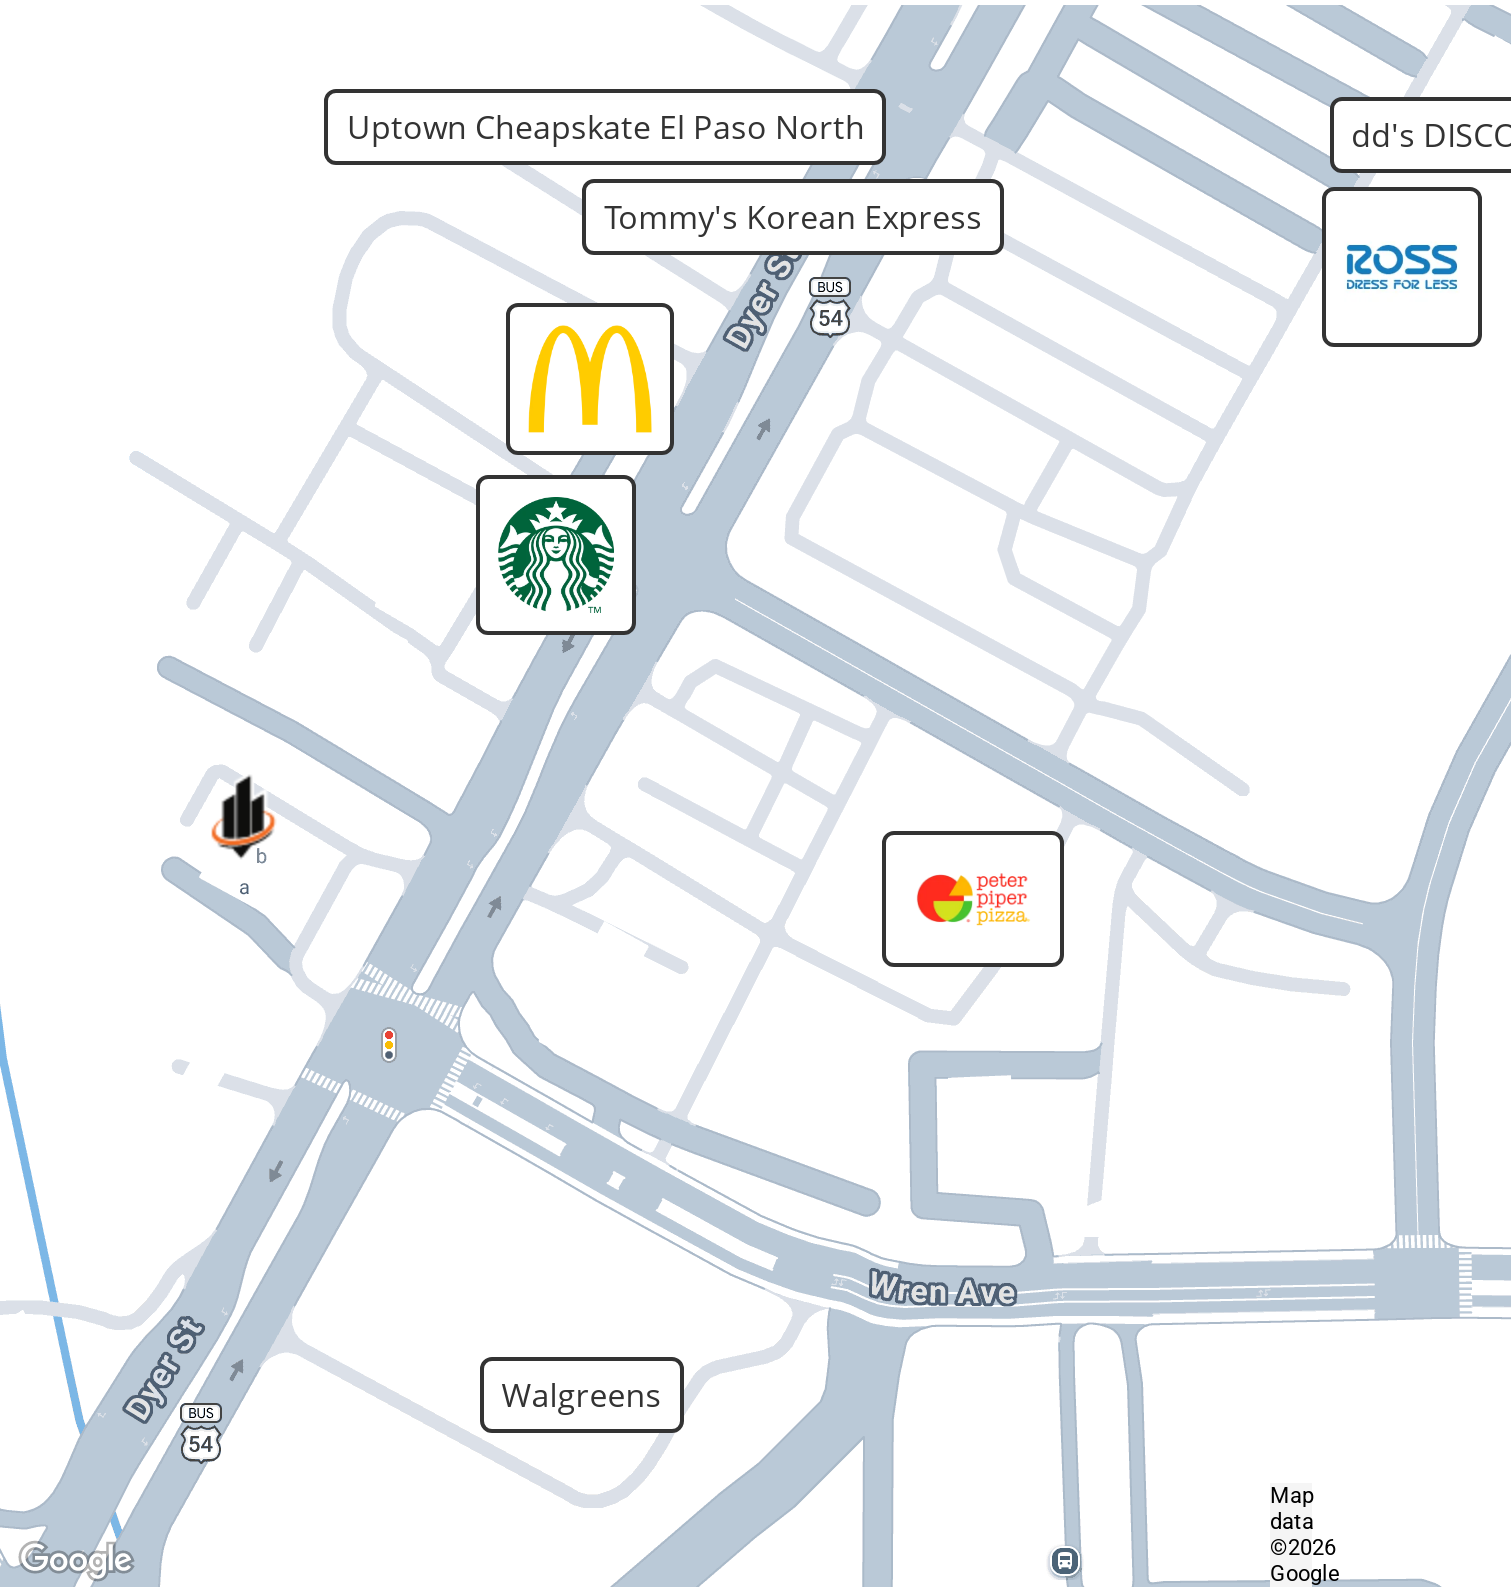 Uptown Cheapskate El Paso North
dd's DISCO
Tommy's Korean Express
ROSS
DRESS FOR LESS
Dyer St
BUS
54
TM
b
a
peter
piper
pizza
Wren Ave
Dyer St
Walgreens
BUS
54
Map
data
©2026
Google
Google